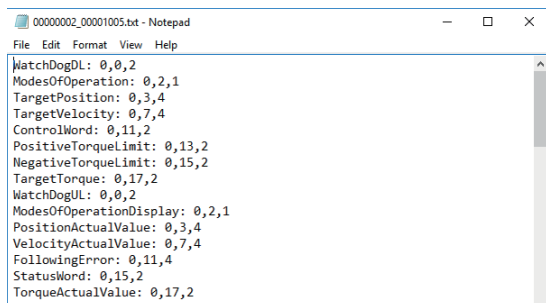 00000002_00001005.txt - Notepad
File Edit Format View Help
WatchDogDL: 0,0,2
ModesOfOperation: 0,2,1
TargetPosition: 0,3,4
TargetVelocity: 0,7,4
ControlWord: 0,11,2
PositiveTorqueLimit: 0,13,2
NegativeTorqueLimit: 0,15,2
TargetTorque: 0,17,2
WatchDogUL: 0,0,2
ModesOfOperationDisplay: 0,2,1
PositionActualValue: 0,3,4
VelocityActualValue: 0,7,4
FollowingError: 0,11,4
StatusWord: 0,15,2
TorqueActualValue: 0,17,2